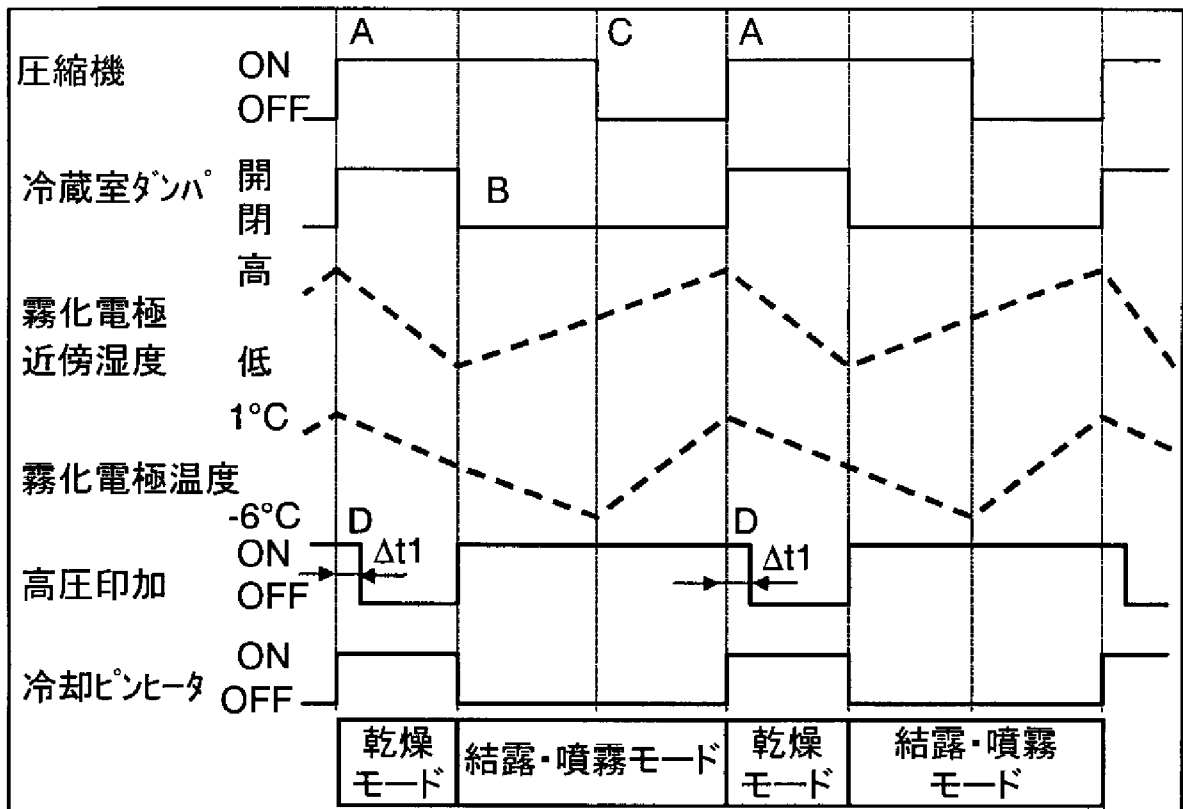 A C A
圧縮機 ON
OFF
冷蔵室ダンパ 開
閉
B
高
霧化電極
近傍湿度 低
1°C
霧化電極温度
-6°C
D D
高圧印加 ON
OFF
Δt1 Δt1
冷却ピンヒータ ON
OFF
乾燥
モード
結露・噴霧モード
乾燥
モード
結露・噴霧
モード